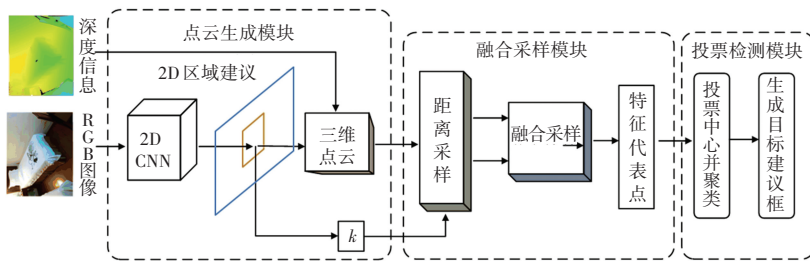 深度信息
点云生成模块
融合采样模块
投票检测模块
2D区域建议
RGB图像
2D
CNN
三维
点云
距离采样
融合采样
特征代表点
投票中心并聚类
生成目标建议框
k